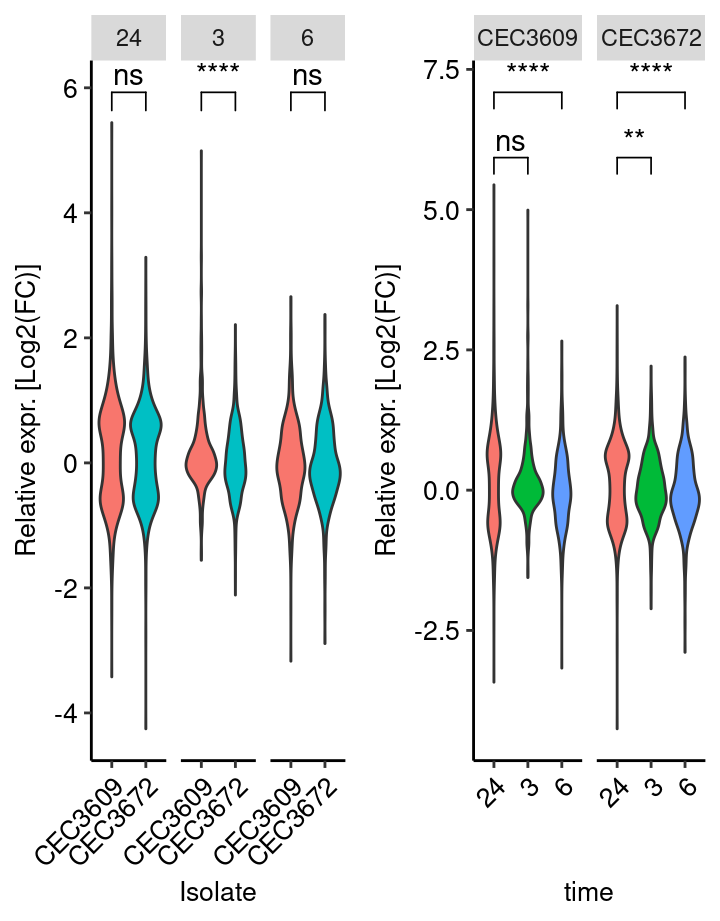 24 3 6
ns **** ns
6
4
2
0
-2
-4
Relative expr. [Log2(FC)]
CEC3609 CEC3672 CEC3609 CEC3672 CEC3609 CEC3672
Isolate
CEC3609 CEC3672
**** ****
ns **
7.5
5.0
2.5
0.0
-2.5
Relative expr. [Log2(FC)]
24 3 6 24 3 6
time